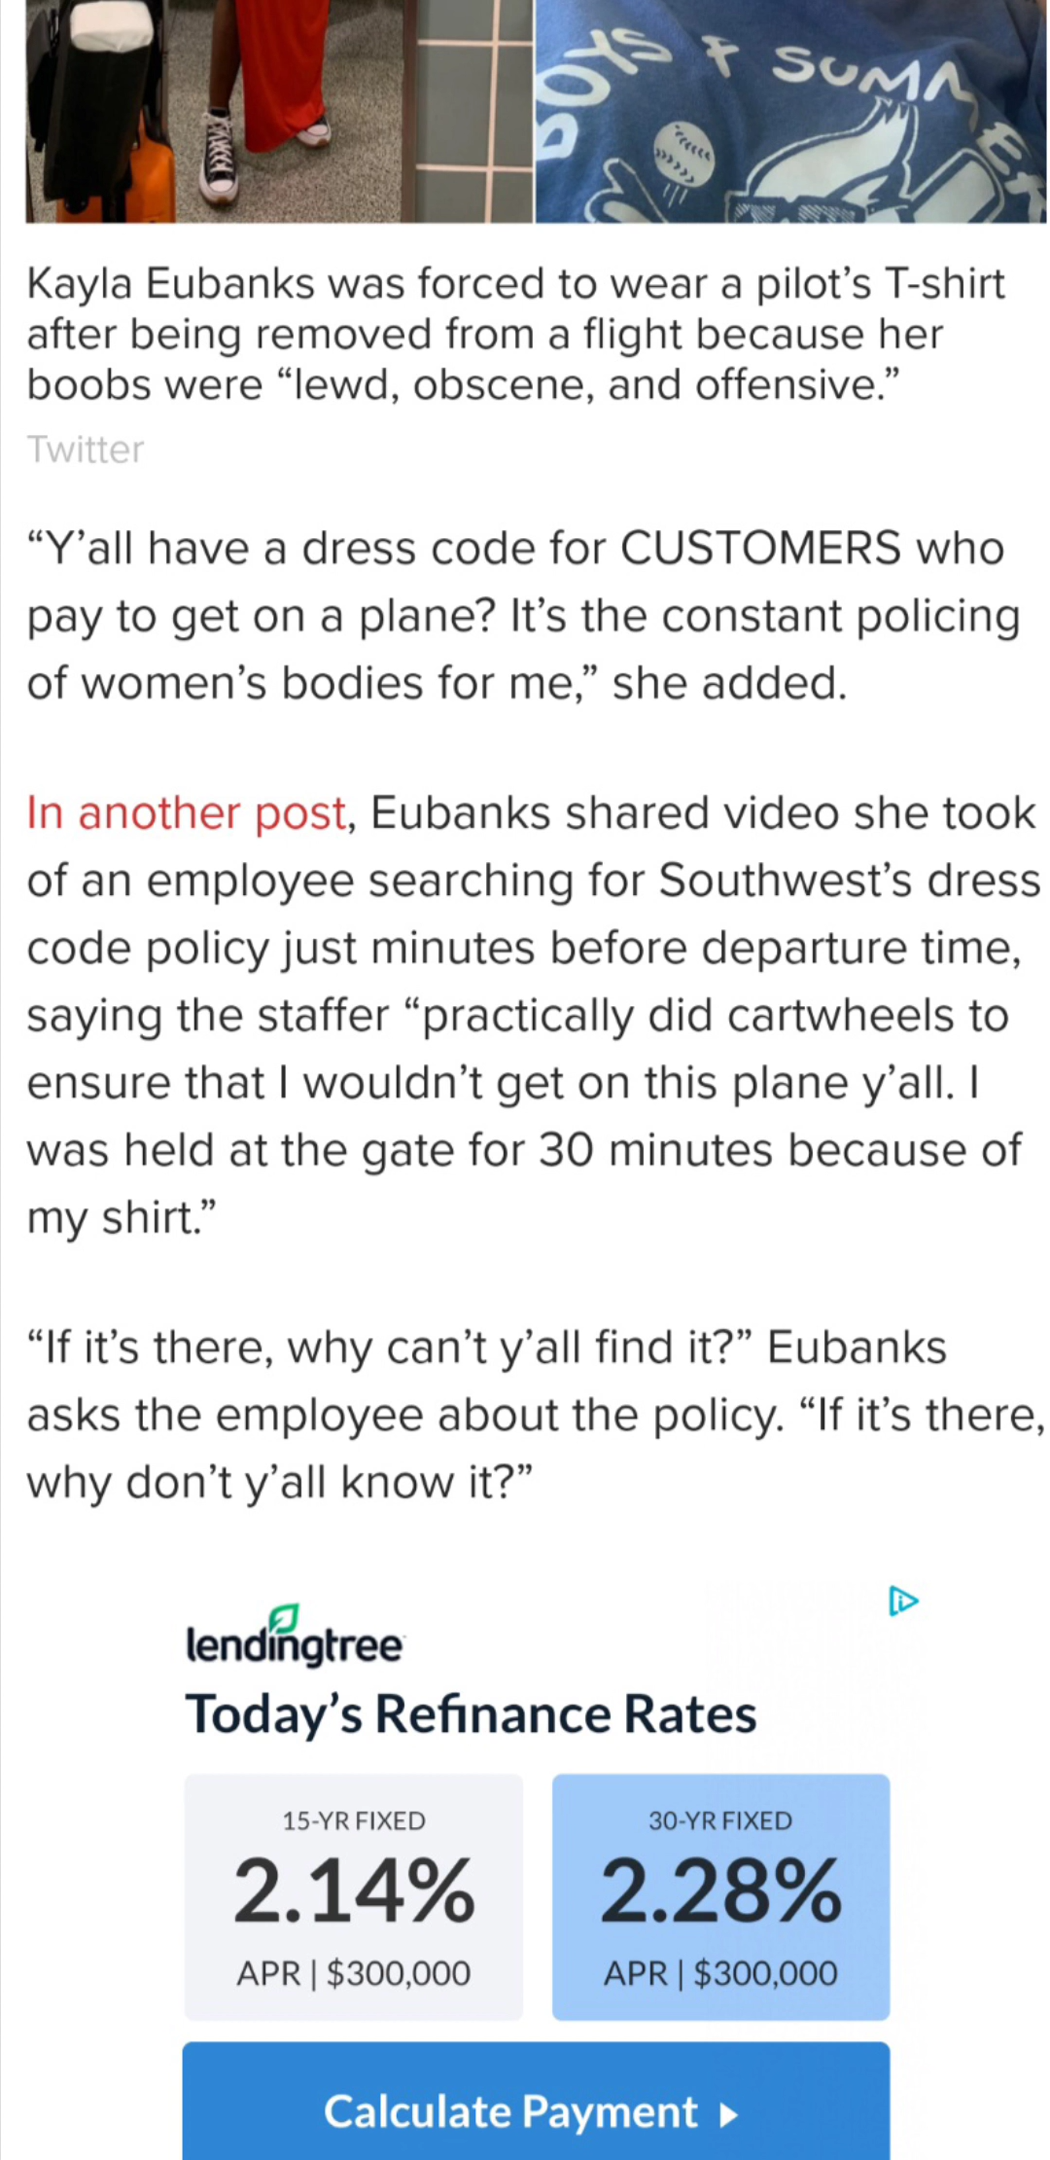 BOYS & SUMMER
Kayla Eubanks was forced to wear a pilot’s T-shirt
after being removed from a flight because her
boobs were “lewd, obscene, and offensive.”
Twitter
“Y’all have a dress code for CUSTOMERS who
pay to get on a plane? It’s the constant policing
of women’s bodies for me,” she added.
In another post, Eubanks shared video she took
of an employee searching for Southwest’s dress
code policy just minutes before departure time,
saying the staffer “practically did cartwheels to
ensure that I wouldn’t get on this plane y’all. I
was held at the gate for 30 minutes because of
my shirt.”
“If it’s there, why can’t y’all find it?” Eubanks
asks the employee about the policy. “If it’s there,
why don’t y’all know it?”
lendingtree
Today’s Refinance Rates
15-YR FIXED
2.14%
APR | $300,000
30-YR FIXED
2.28%
APR | $300,000
Calculate Payment